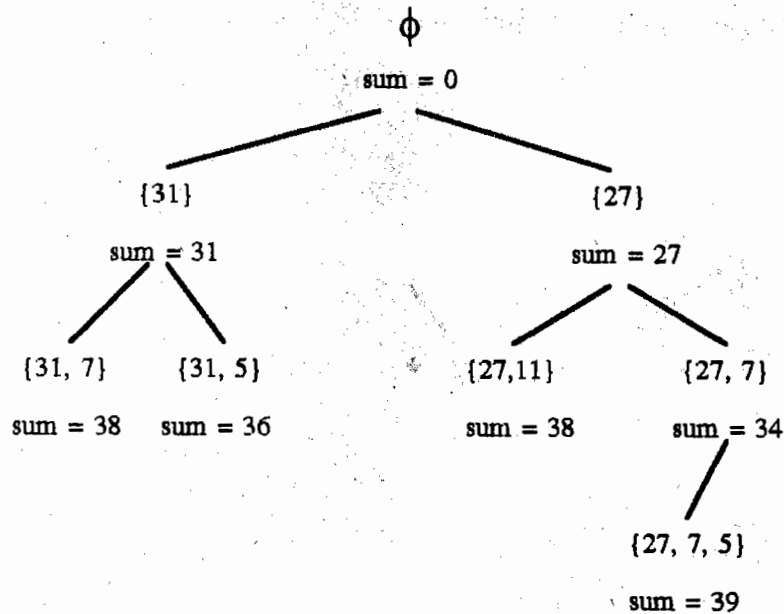 ϕ
sum = 0
{31} {27}
sum = 31 sum = 27
{31, 7} {31, 5} {27,11} {27, 7}
sum = 38 sum = 36 sum = 38 sum = 34
{27, 7, 5}
sum = 39